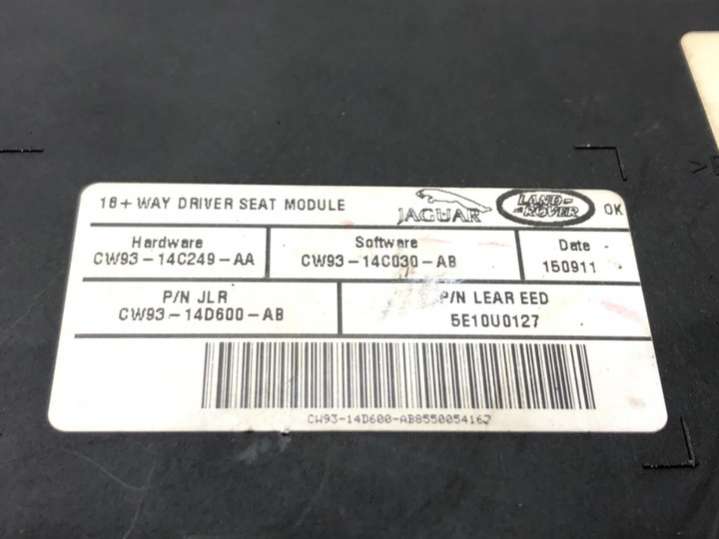 16+ WAY DRIVER SEAT MODULE JAGUAR LAND-ROVER OK
Hardware Software Date
CW93-14C249-AA CW93-14C030-AB 150911
P/N JLR P/N LEAR EED
CW93-14D600-AB 5E10U0127
CW93-14D600-AB8550054162